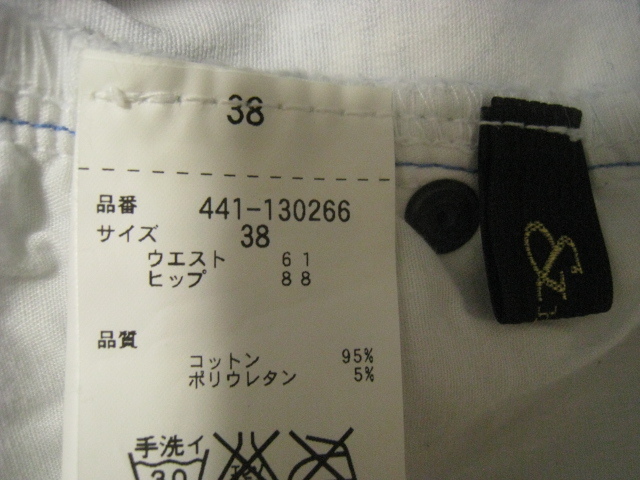 38
品番 441-130266
サイズ 38
ウエスト 61
ヒップ 88
品質
コットン 95%
ポリウレタン 5%
手洗イ
30